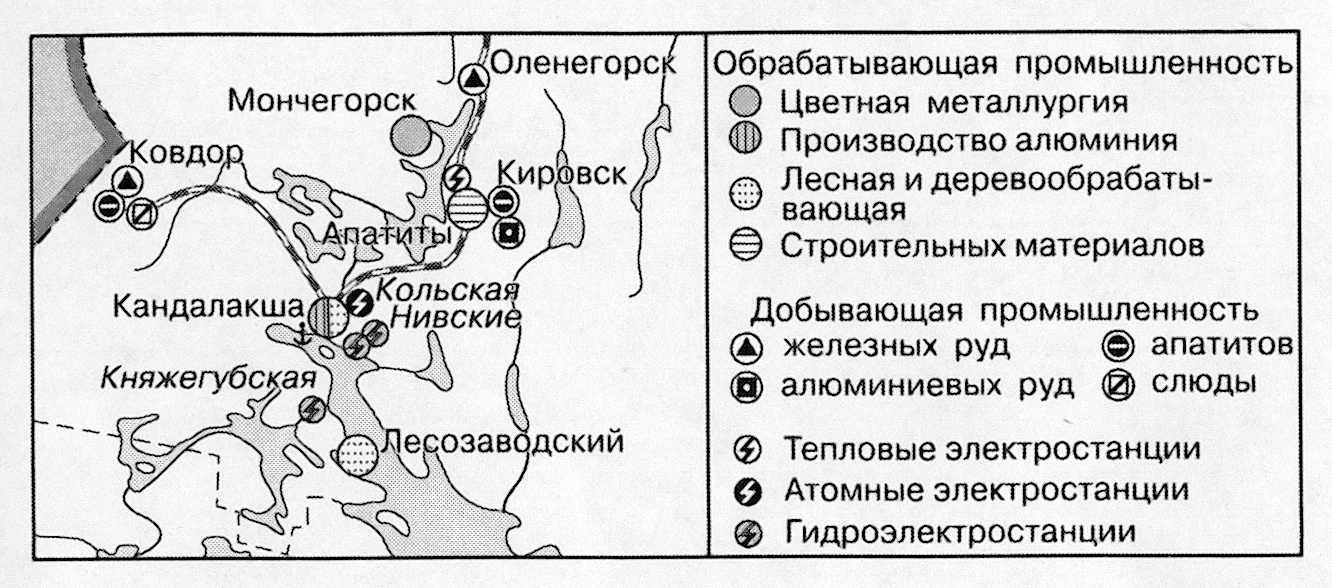 Оленегорск
Мончегорск
Ковдор
Кировск
Апатиты
Кольская
Кандалакша
Нивские
Княжегубская
Лесозаводский
Обрабатывающая промышленность
Цветная металлургия
Производство алюминия
Лесная и деревообрабаты-
вающая
Строительных материалов
Добывающая промышленность
железных руд
апатитов
алюминиевых руд
слюды
Тепловые электростанции
Атомные электростанции
Гидроэлектростанции